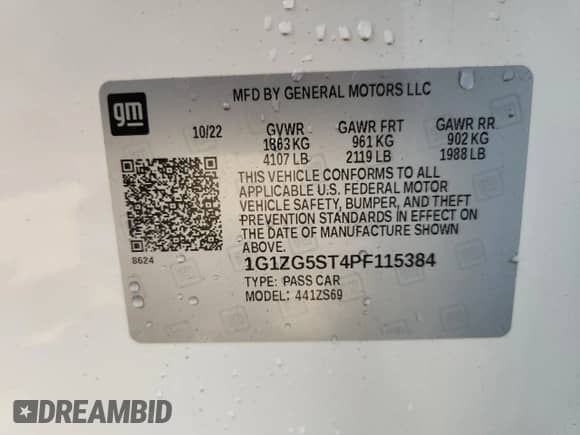 gm
MFD BY GENERAL MOTORS LLC
10/22 GVWR GAWR FRT GAWR RR
1863 KG 961 KG 902 KG
4107 LB 2119 LB 1988 LB
THIS VEHICLE CONFORMS TO ALL
APPLICABLE U.S. FEDERAL MOTOR
VEHICLE SAFETY, BUMPER, AND THEFT
PREVENTION STANDARDS IN EFFECT ON
THE DATE OF MANUFACTURE SHOWN
ABOVE.
8624
1G1ZG5ST4PF115384
TYPE: PASS CAR
MODEL: 441ZS69
DREAMBID